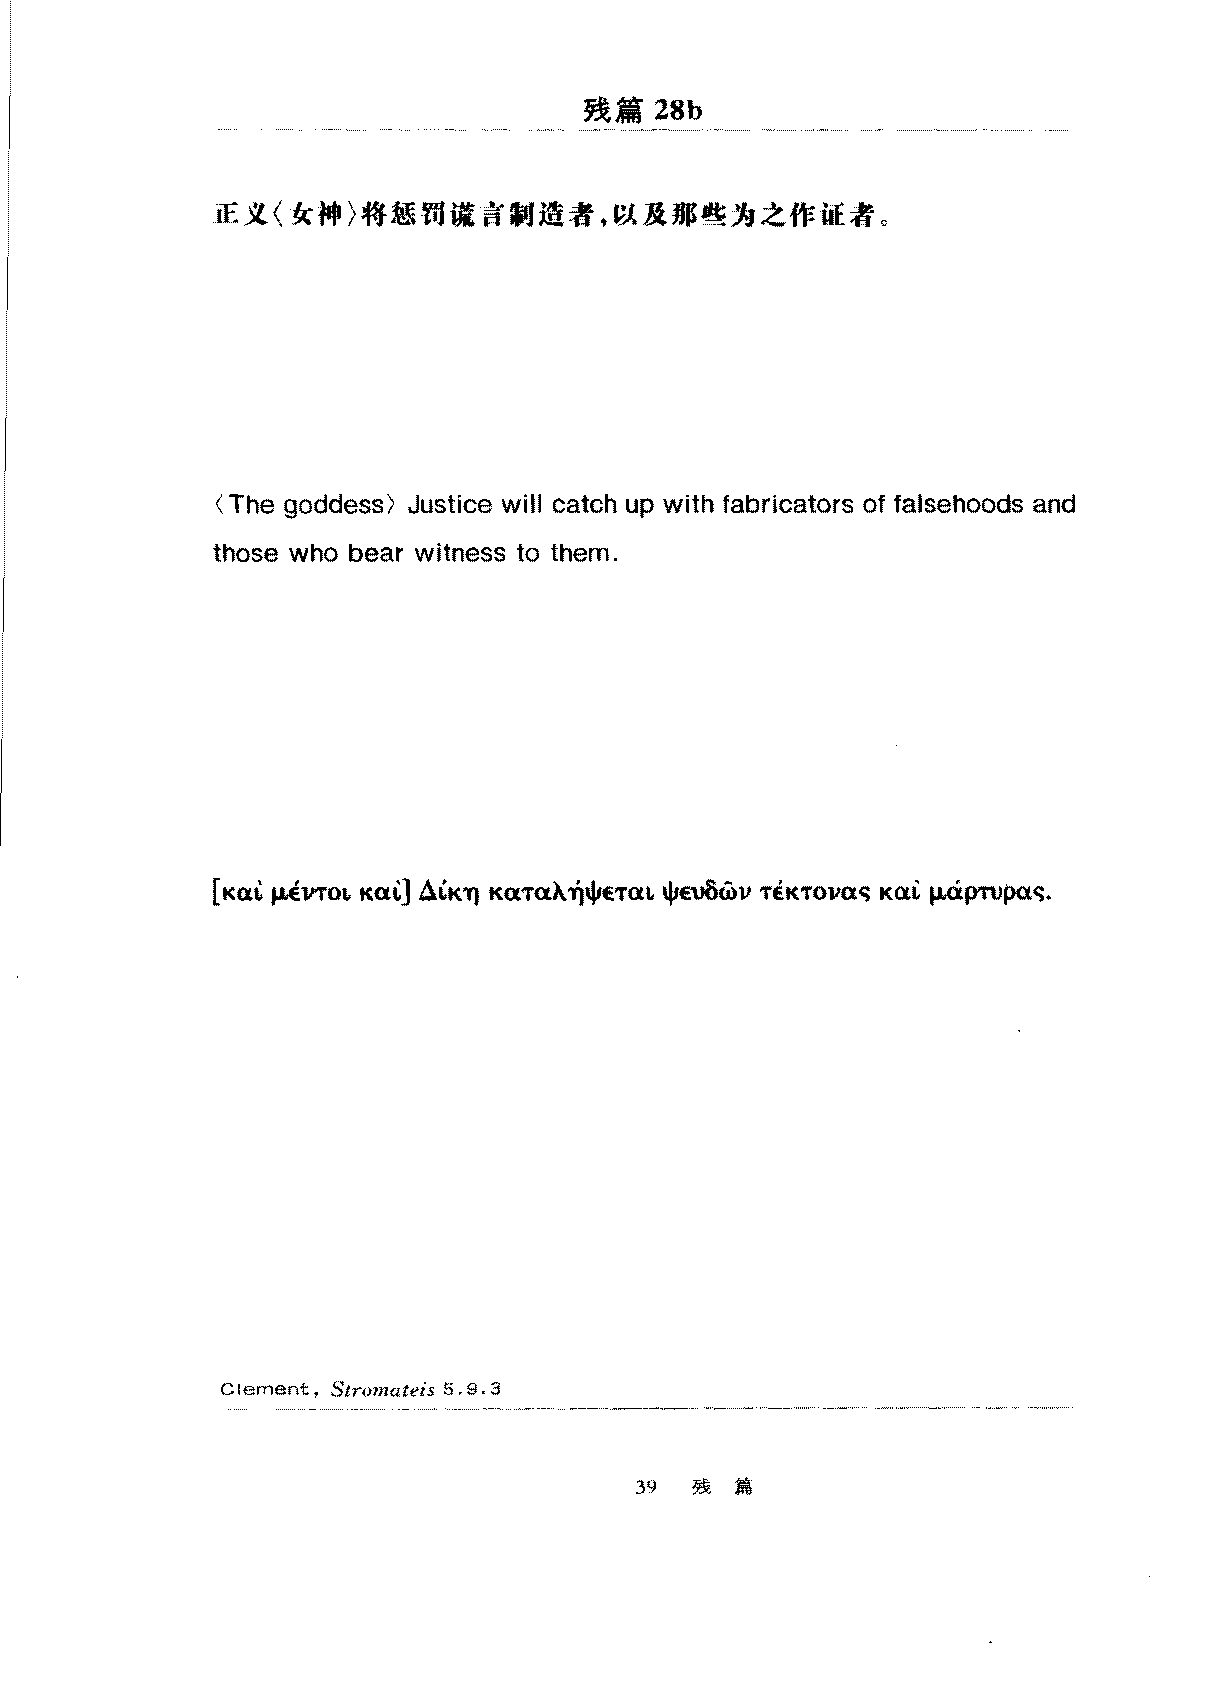 残篇 28b
正义〈女神〉将惩罚谎言制造者,以及那些为之作证者。
〈The goddess〉 Justice will catch up with fabricators of falsehoods and
those who bear witness to them.
[καὶ μέντοι καὶ] Δίκη καταλήψεται ψευδῶν τέκτονας καὶ μάρτυρας.
Clement, Stromateis 5.9.3
39 残 篇